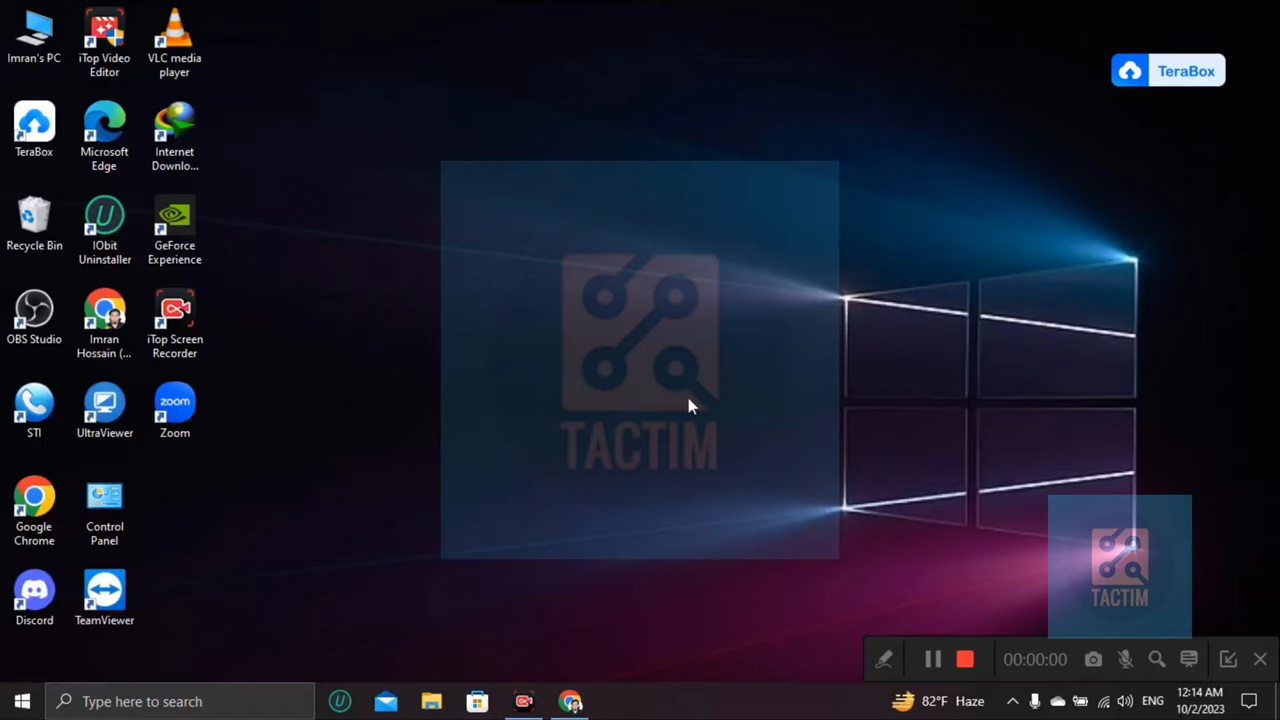 Imran's PC
iTop Video
Editor
VLC media
player
TeraBox
TeraBox
Microsoft
Edge
Internet
Downlo...
Recycle Bin
IObit
Uninstaller
GeForce
Experience
OBS Studio
Imran
Hossain (...
iTop Screen
Recorder
TACTIM
STI
UltraViewer
zoom
Zoom
Google
Chrome
Control
Panel
TACTIM
Discord
TeamViewer
00:00:00
Type here to search
82°F Haze
ENG
12:14 AM
10/2/2023